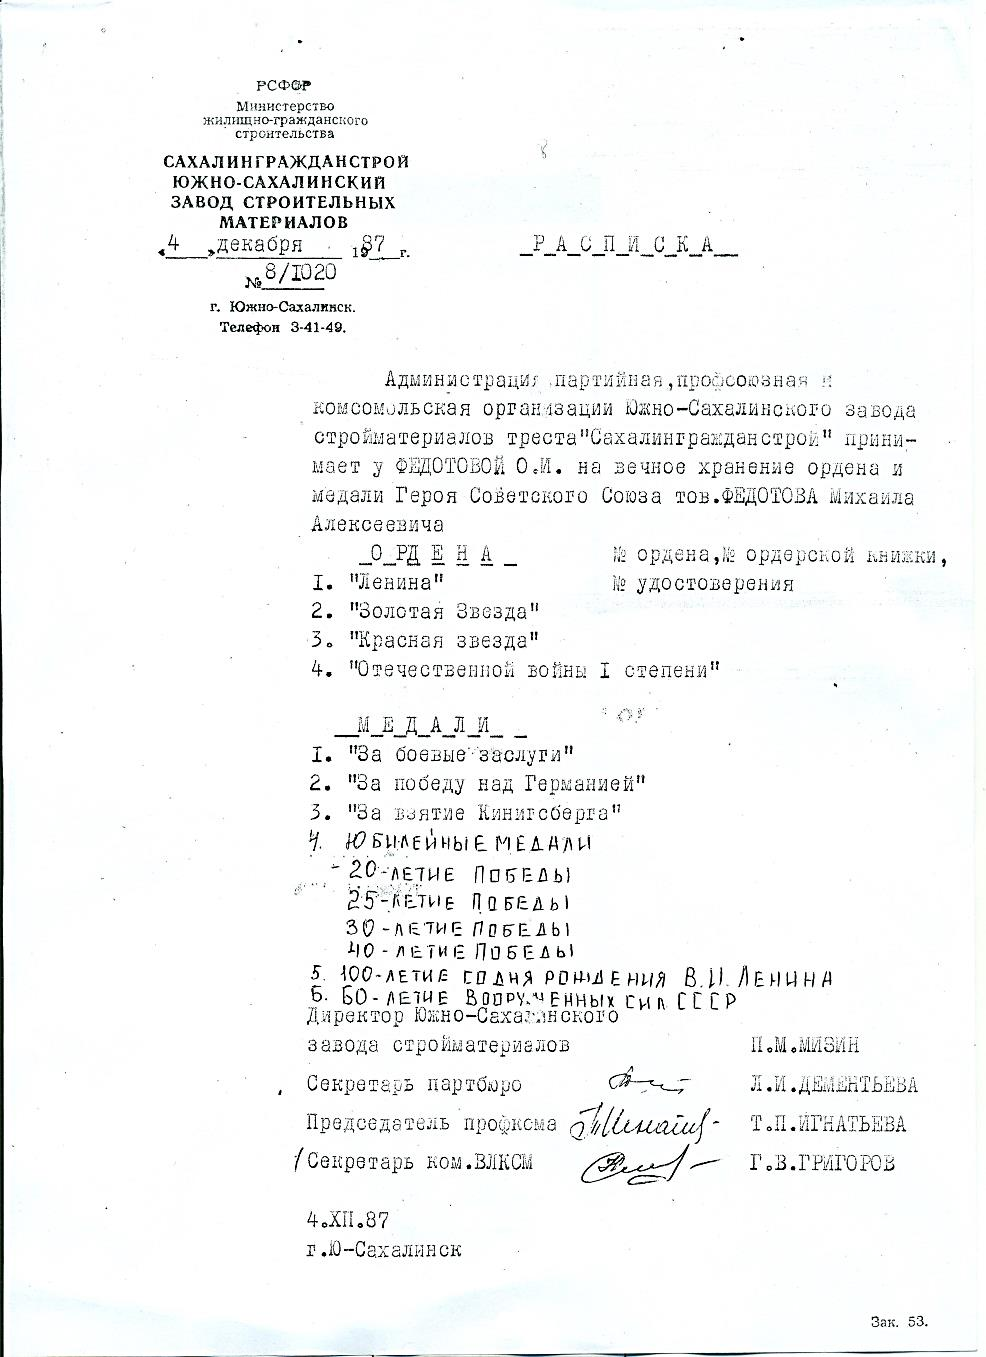 РСФСР
Министерство
жилищно-гражданского
строительства
САХАЛИНГРАЖДАНСТРОЙ
ЮЖНО-САХАЛИНСКИЙ
ЗАВОД СТРОИТЕЛЬНЫХ
МАТЕРИАЛОВ
"4 " декабря 1987 г.
№ 8/1020
г. Южно-Сахалинск.
Телефон 3-41-49.
Р А С П И С К А
Администрация партийная,профсоюзная и
комсомольская организации Южно-Сахалинского завода
стройматериалов треста"Сахалингражданстрой" прини-
мает у ФЕДОТОВОЙ О.И. на вечное хранение ордена и
медали Героя Советского Союза тов.ФЕДОТОВА Михаила
Алексеевича
О Р Д Е Н А № ордена,№ ордерской книжки,
1. "Ленина" № удостоверения
2. "Золотая Звезда"
3. "Красная звезда"
4. "Отечественной войны I степени"
М Е Д А Л И
1. "За боевые заслуги"
2. "За победу над Германией"
3. "За взятие Кинигсберга"
4. ЮБИЛЕЙНЫЕ МЕДАЛИ
- 20-ЛЕТИЕ ПОБЕДЫ
25-ЛЕТИЕ ПОБЕДЫ
30-ЛЕТИЕ ПОБЕДЫ
40-ЛЕТИЕ ПОБЕДЫ
5. 100-ЛЕТИЕ СО ДНЯ РОЖДЕНИЯ В.И.ЛЕНИНА
6. 60-ЛЕТИЕ ВООРУЖЕННЫХ СИЛ СССР
Директор Южно-Сахалинского
завода стройматериалов П.М.МИЗИН
Секретарь партбюро Л.И.ДЕМЕНТЬЕВА
Председатель профкома Т.П.ИГНАТЬЕВА
/Секретарь ком.ВЛКСМ Г.В.ГРИГОРОВ
4.XII.87
г.Ю-Сахалинск
Зак. 53.